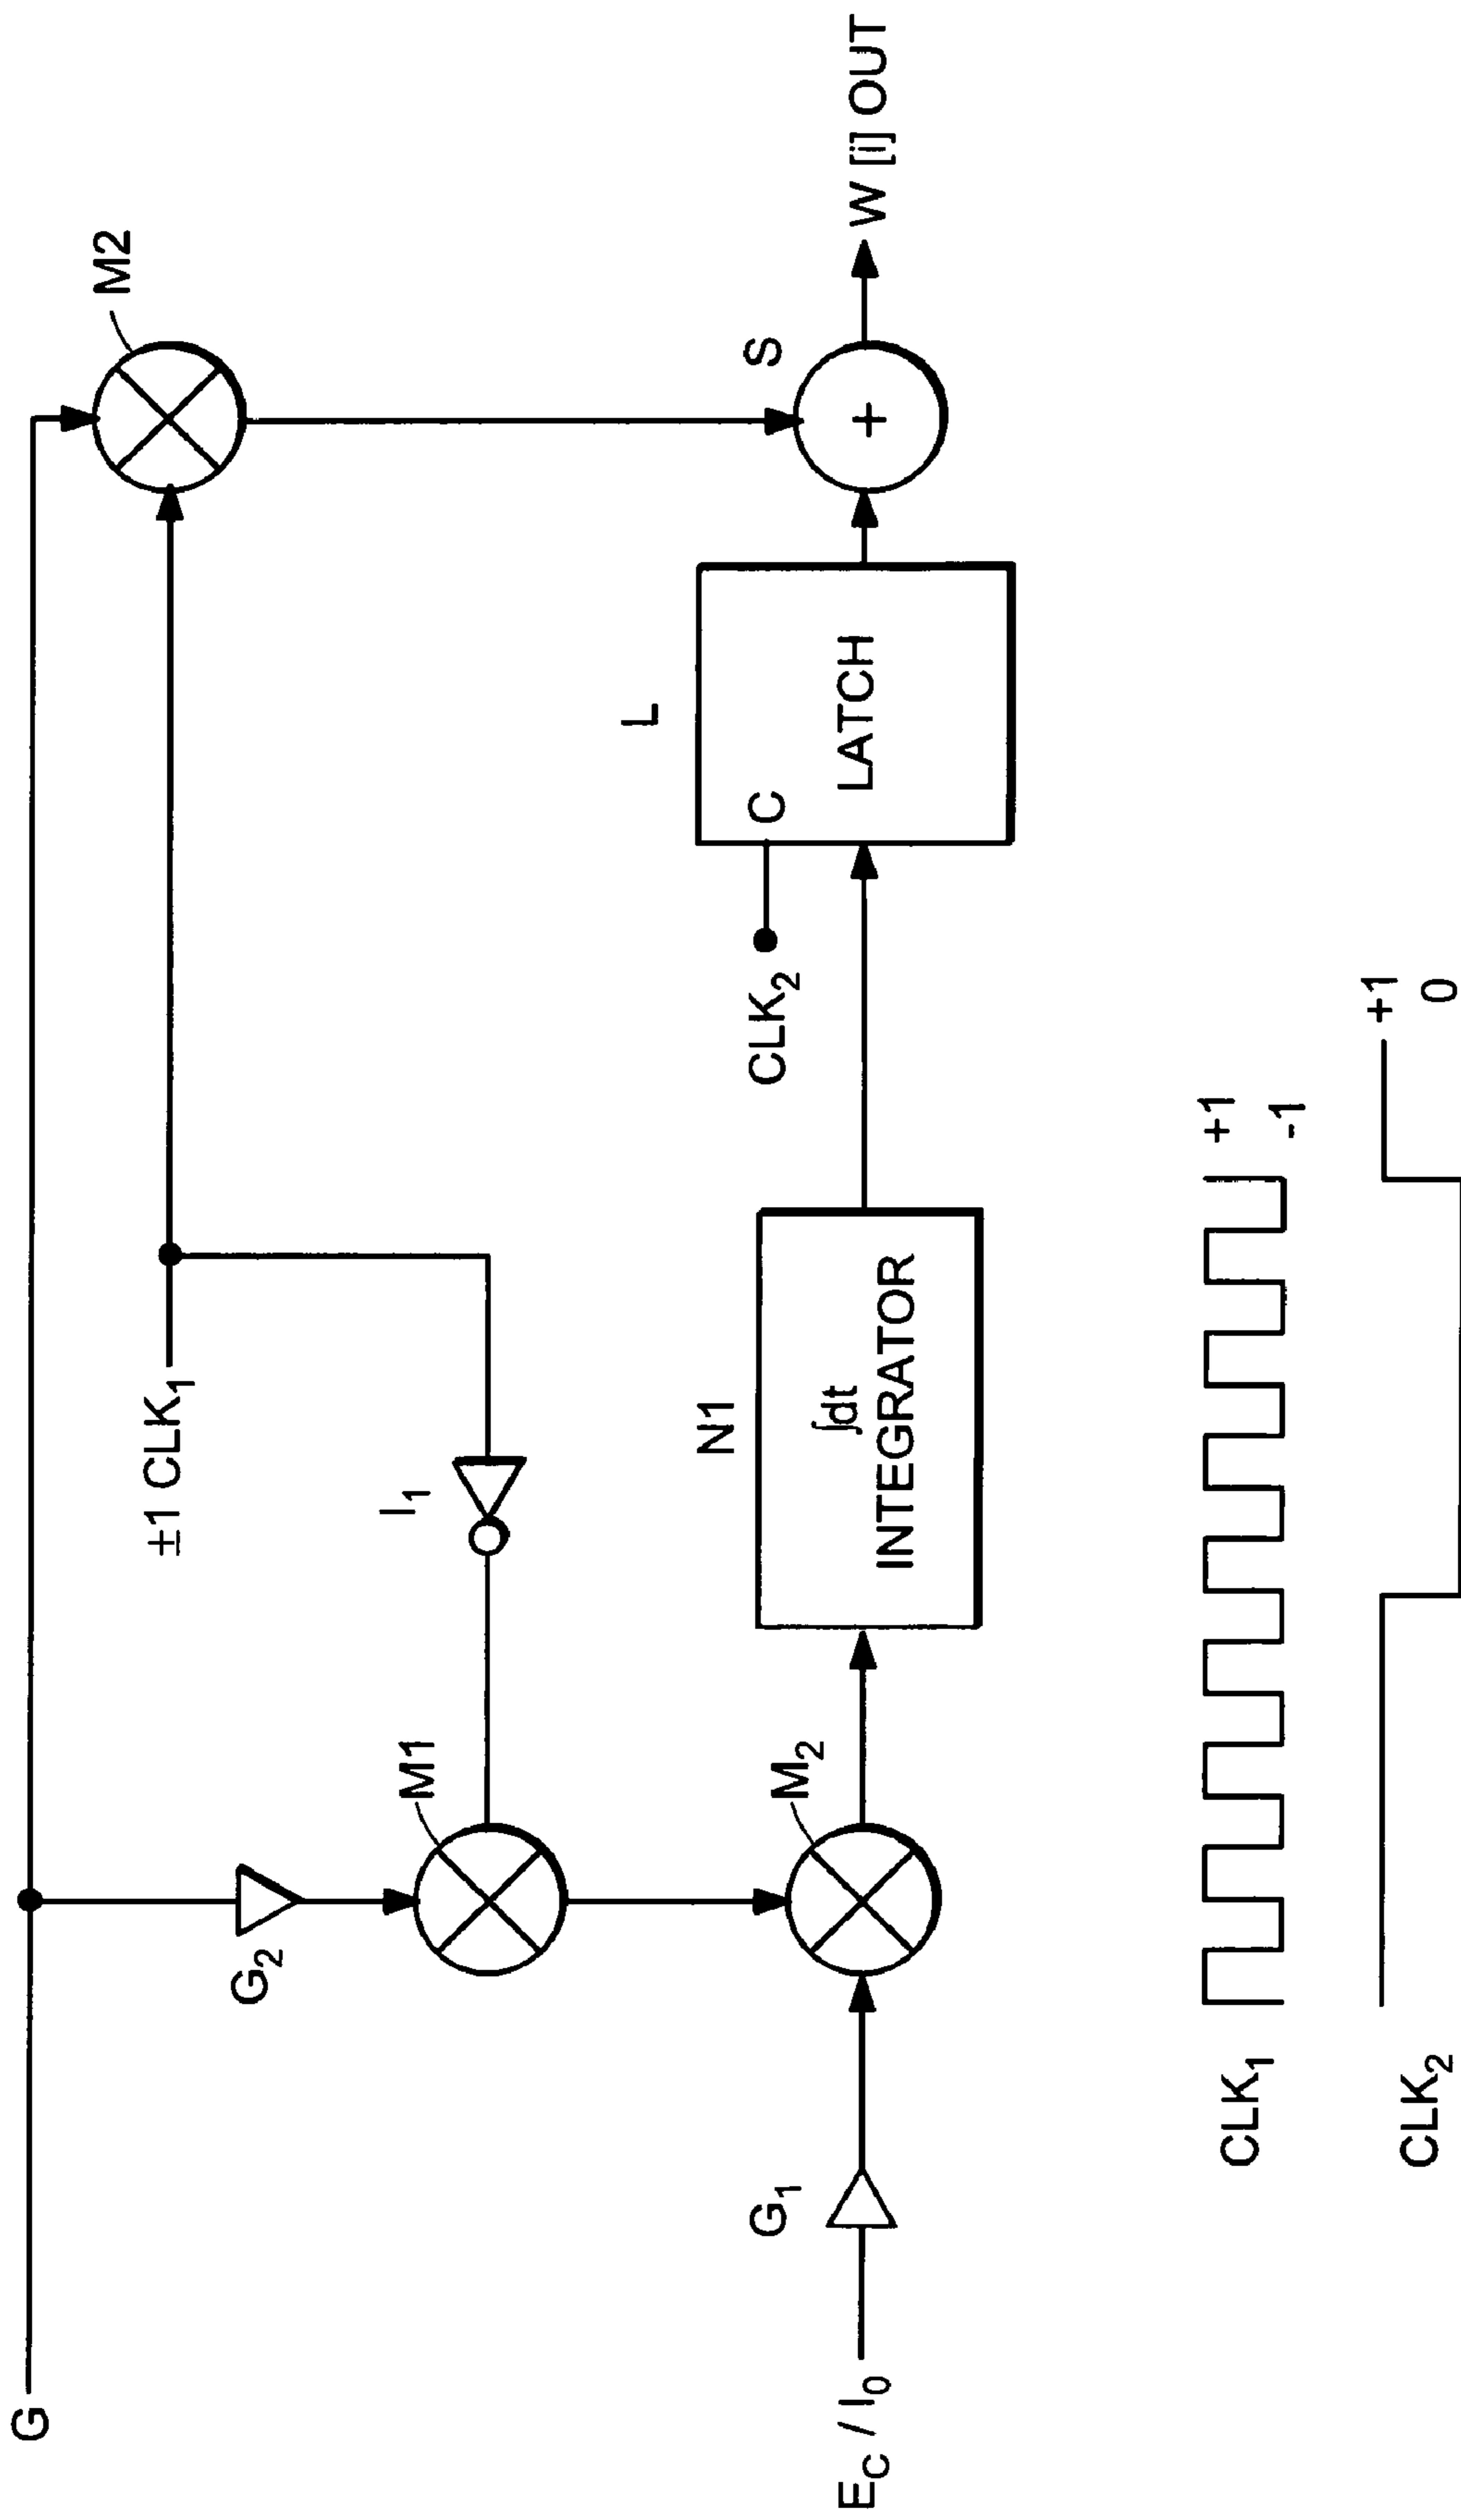 G
G₂
M1
I₁
±1 CLK₁
M2
E_C / I₀
G₁
M₂
N1
∫dt
INTEGRATOR
CLK₂
L
C
LATCH
S
+
W [i] OUT
CLK₁
+1
-1
CLK₂
+1
0